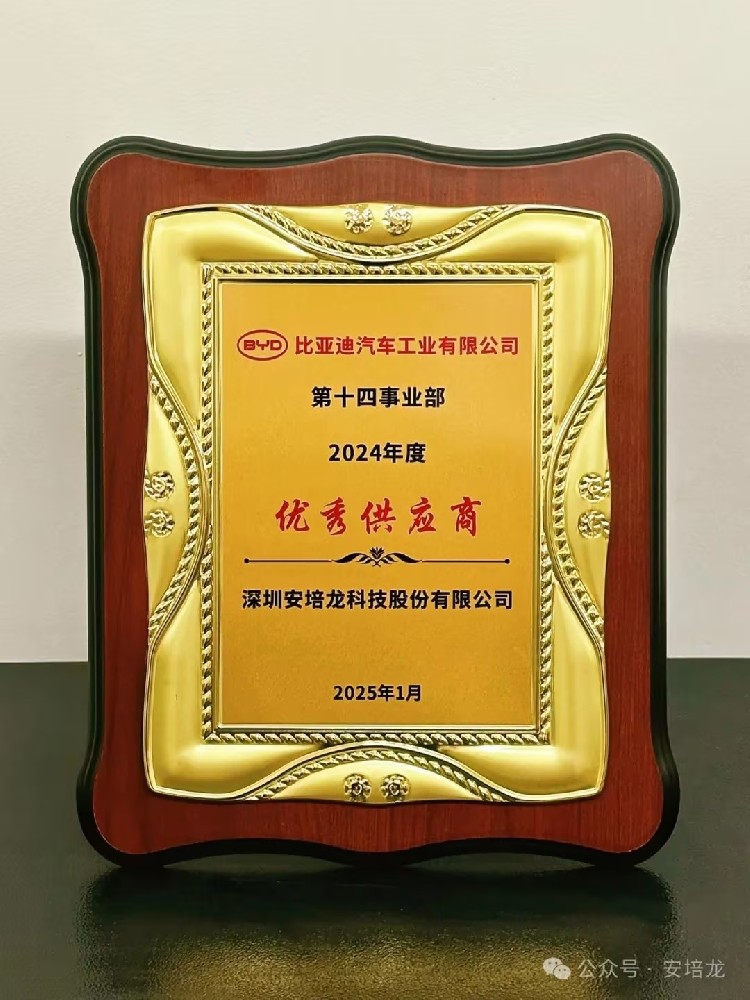 BYD 比亚迪汽车工业有限公司
第十四事业部
2024年度
优秀供应商
深圳安培龙科技股份有限公司
2025年1月
公众号·安培龙